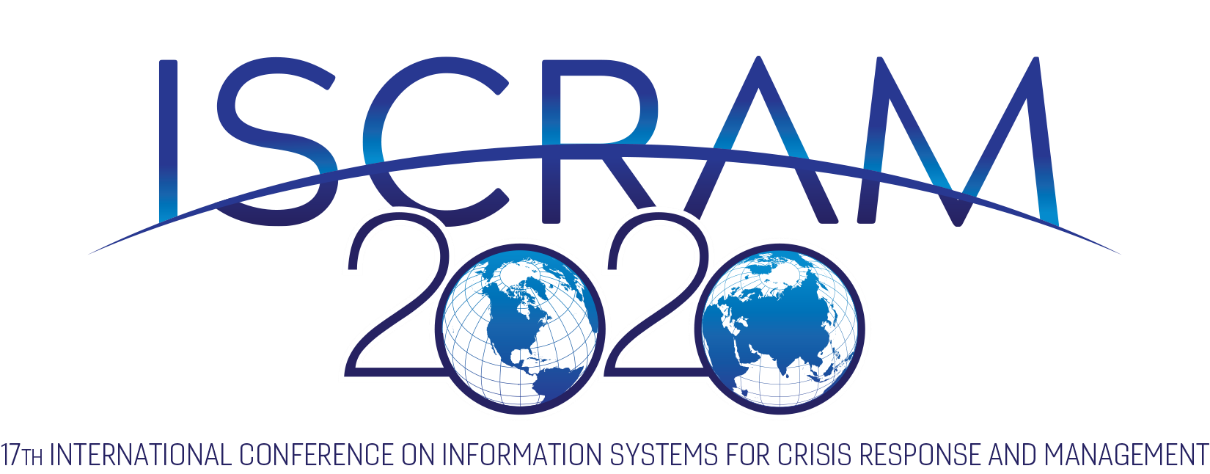 ISCRAM
2020
17TH INTERNATIONAL CONFERENCE ON INFORMATION SYSTEMS FOR CRISIS RESPONSE AND MANAGEMENT